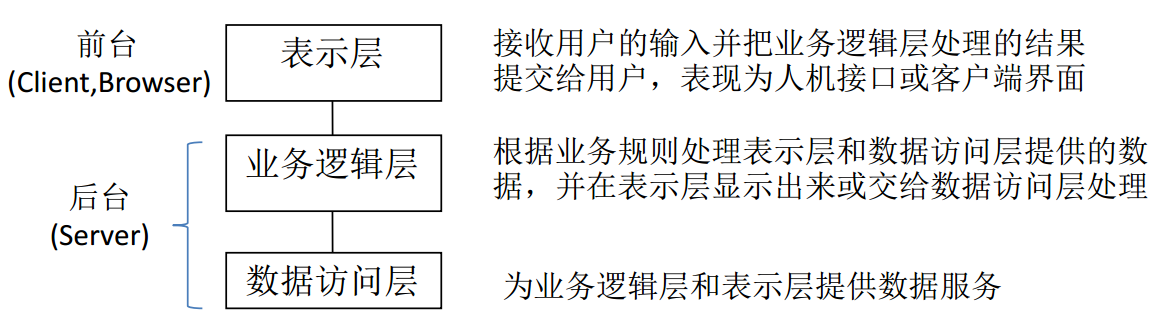 前台
(Client,Browser)
表示层
接收用户的输入并把业务逻辑层处理的结果
提交给用户，表现为人机接口或客户端界面
后台
(Server)
业务逻辑层
根据业务规则处理表示层和数据访问层提供的数
据，并在表示层显示出来或交给数据访问层处理
数据访问层
为业务逻辑层和表示层提供数据服务